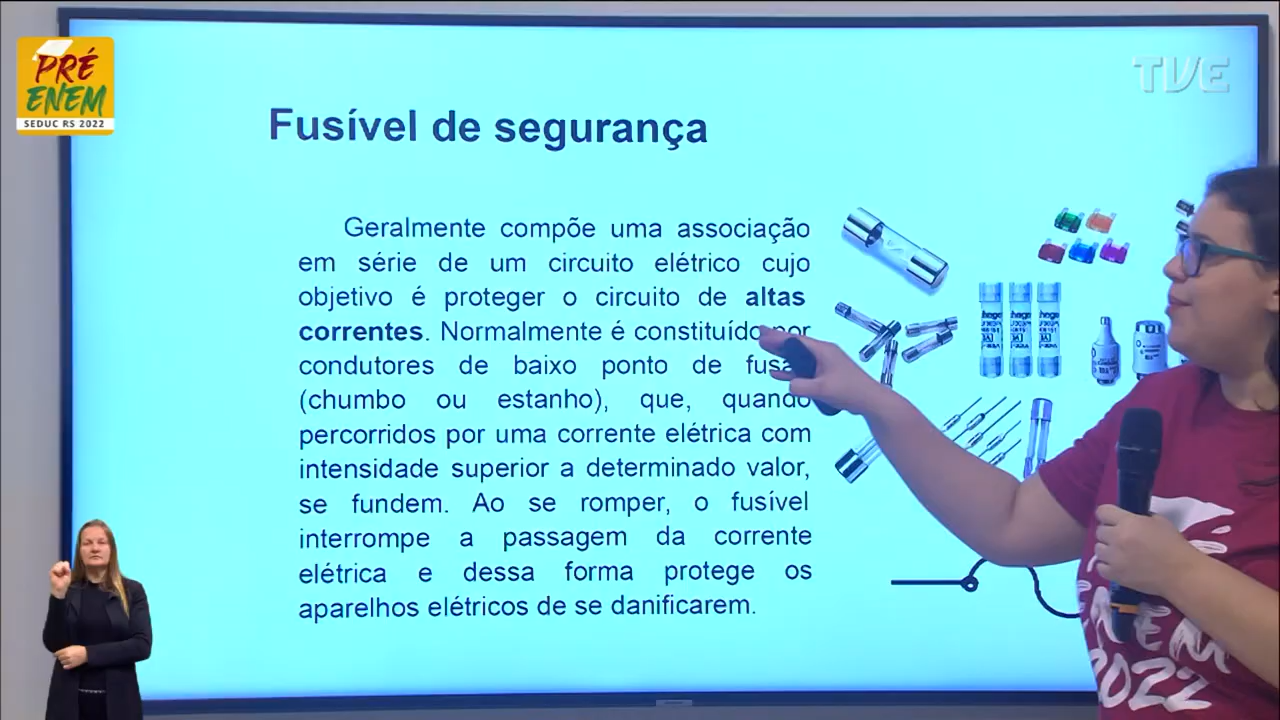 PRÉ
ENEM
SEDUC RS 2022
TVE
Fusível de segurança
Geralmente compõe uma associação
em série de um circuito elétrico cujo
objetivo é proteger o circuito de altas
correntes. Normalmente é constituído por
condutores de baixo ponto de
(chumbo ou estanho), que, quando
percorridos por uma corrente elétrica com
intensidade superior a determinado valor,
se fundem. Ao se romper, o fusível
interrompe a passagem da corrente
elétrica e dessa forma protege os
aparelhos elétricos de se danificarem.
2022